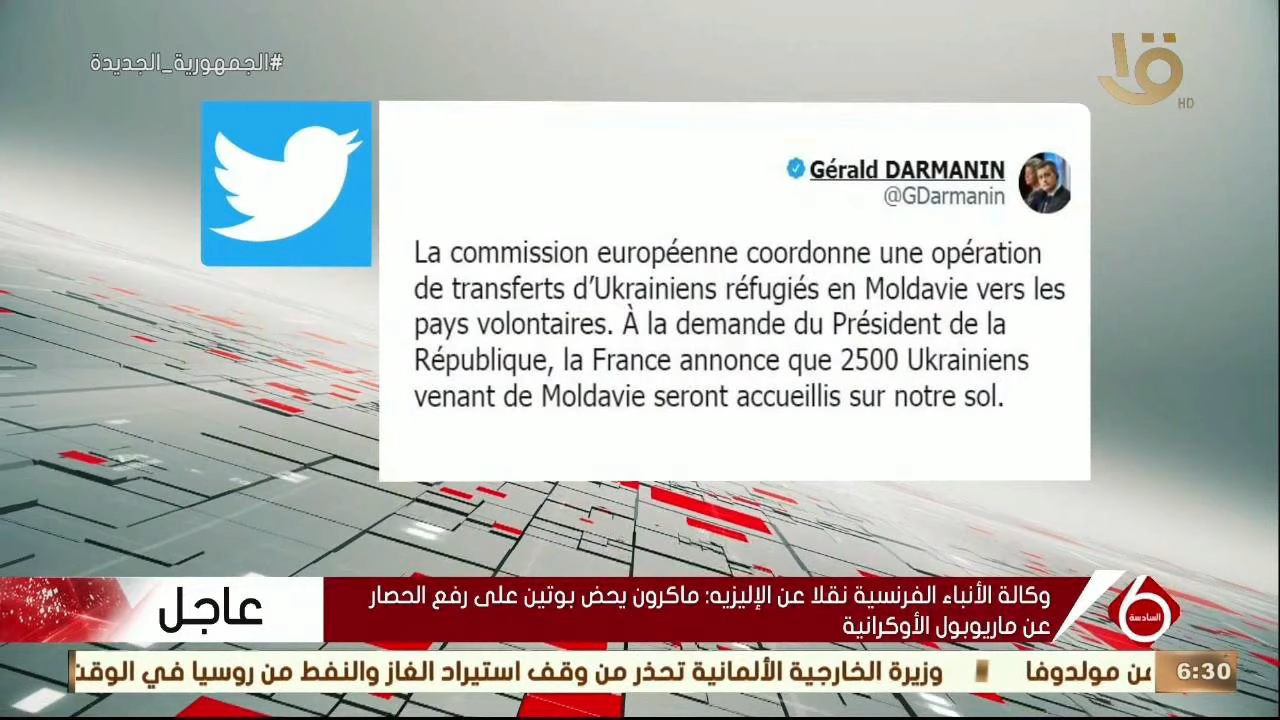 #الجمهورية_الجديدة
HD
Gérald DARMANIN
@GDarmanin
La commission européenne coordonne une opération
de transferts d’Ukrainiens réfugiés en Moldavie vers les
pays volontaires. À la demande du Président de la
République, la France annonce que 2500 Ukrainiens
venant de Moldavie seront accueillis sur notre sol.
السادسة
وكالة الأنباء الفرنسية نقلا عن الإليزيه: ماكرون يحض بوتين على رفع الحصار
عن ماريوبول الأوكرانية
عاجل
6:30
من مولدوفا
وزيرة الخارجية الألمانية تحذر من وقف استيراد الغاز والنفط من روسيا في